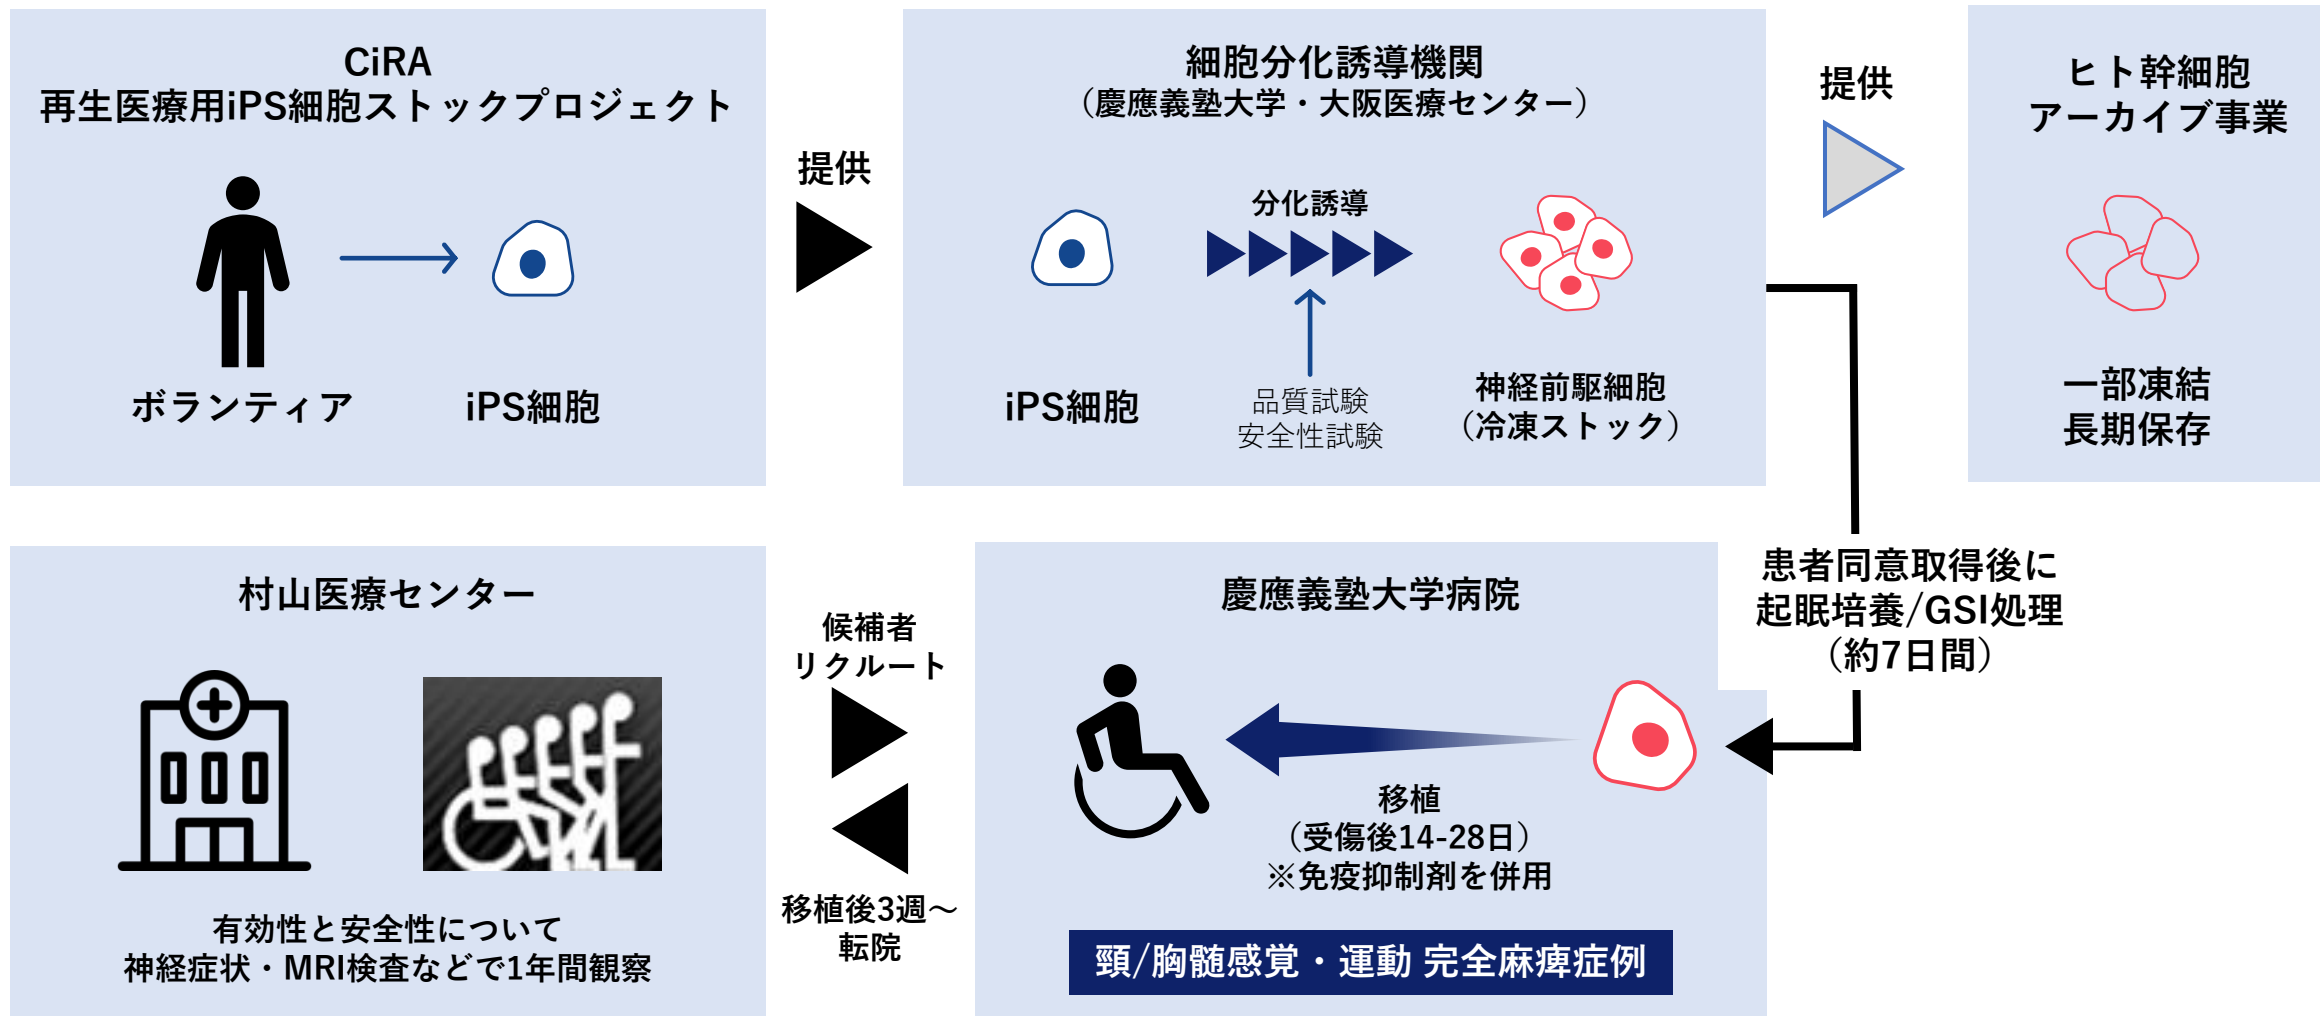 CiRA
再生医療用iPS細胞ストックプロジェクト
ボランティア
iPS細胞
提供
細胞分化誘導機関
（慶應義塾大学・大阪医療センター）
分化誘導
iPS細胞
品質試験
安全性試験
神経前駆細胞
（冷凍ストック）
提供
ヒト幹細胞
アーカイブ事業
一部凍結
長期保存
患者同意取得後に
起眠培養/GSI処理
（約7日間）
村山医療センター
有効性と安全性について
神経症状・MRI検査などで1年間観察
候補者
リクルート
移植後3週～
転院
慶應義塾大学病院
移植
（受傷後14-28日）
※免疫抑制剤を併用
頸/胸髄感覚・運動 完全麻痺症例